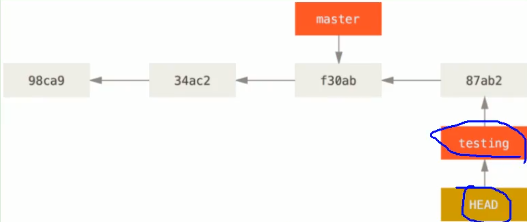 master
98ca9 34ac2 f30ab 87ab2
testing
HEAD